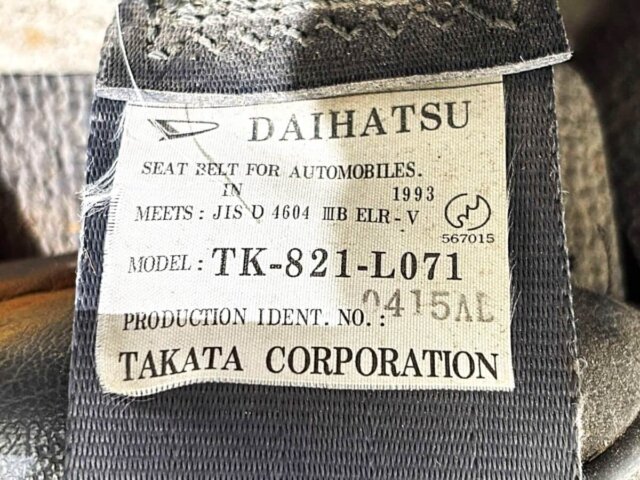 DAIHATSU
SEAT BELT FOR AUTOMOBILES.
IN 1993
MEETS : JIS D 4604 ⅢB ELR - V
567015
MODEL : TK-821-L071
PRODUCTION IDENT. NO. :
TAKATA CORPORATION